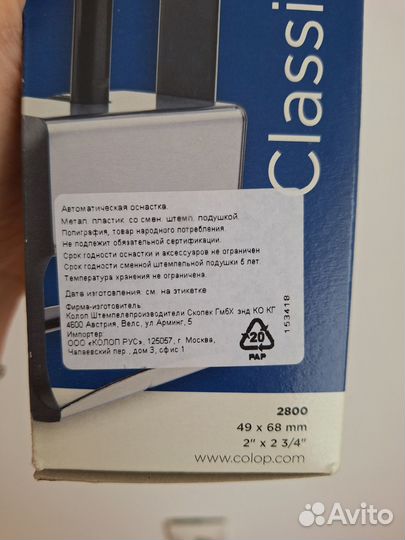 Classi
Автоматическая оснастка.
Метал. пластик. со смен. штемп. подушкой.
Полиграфия, товар народного потребления.
Не подлежит обязательной сертификации.
Срок годности оснастки и аксессуаров не ограничен
Срок годности сменной штемпельной подушки 5 лет.
Температура хранения не ограничена.
Дата изготовления: см. на этикетке
Фирма-изготовитель:
Колоп Штемпелепроизводители Скопек ГмбХ энд КО КГ
4600 Австрия, Велс, ул.Арминг, 5
Импортер:
ООО «КОЛОП РУС», 125057, г. Москва,
Чапаевский пер., дом 3, офис 1
20
PAP
153418
2800
49 x 68 mm
2" x 2 3/4"
www.colop.com
Avito